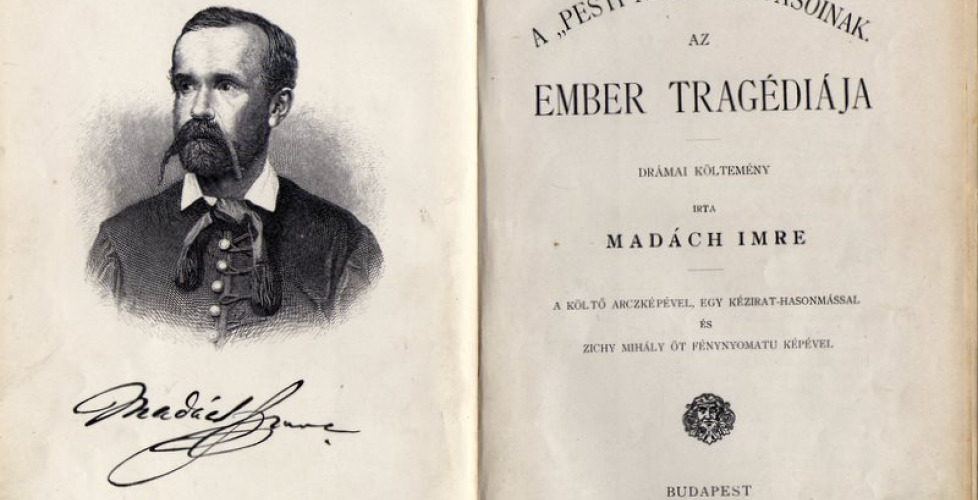 Madách Imre
A „PESTI
AZ
EMBER TRAGÉDIÁJA
DRÁMAI KÖLTEMÉNY
IRTA
MADÁCH IMRE
A KÖLTŐ ARCZKÉPÉVEL, EGY KÉZIRAT-HASONMÁSSAL
ÉS
ZICHY MIHÁLY ÖT FÉNYNYOMATU KÉPÉVEL
BUDAPEST